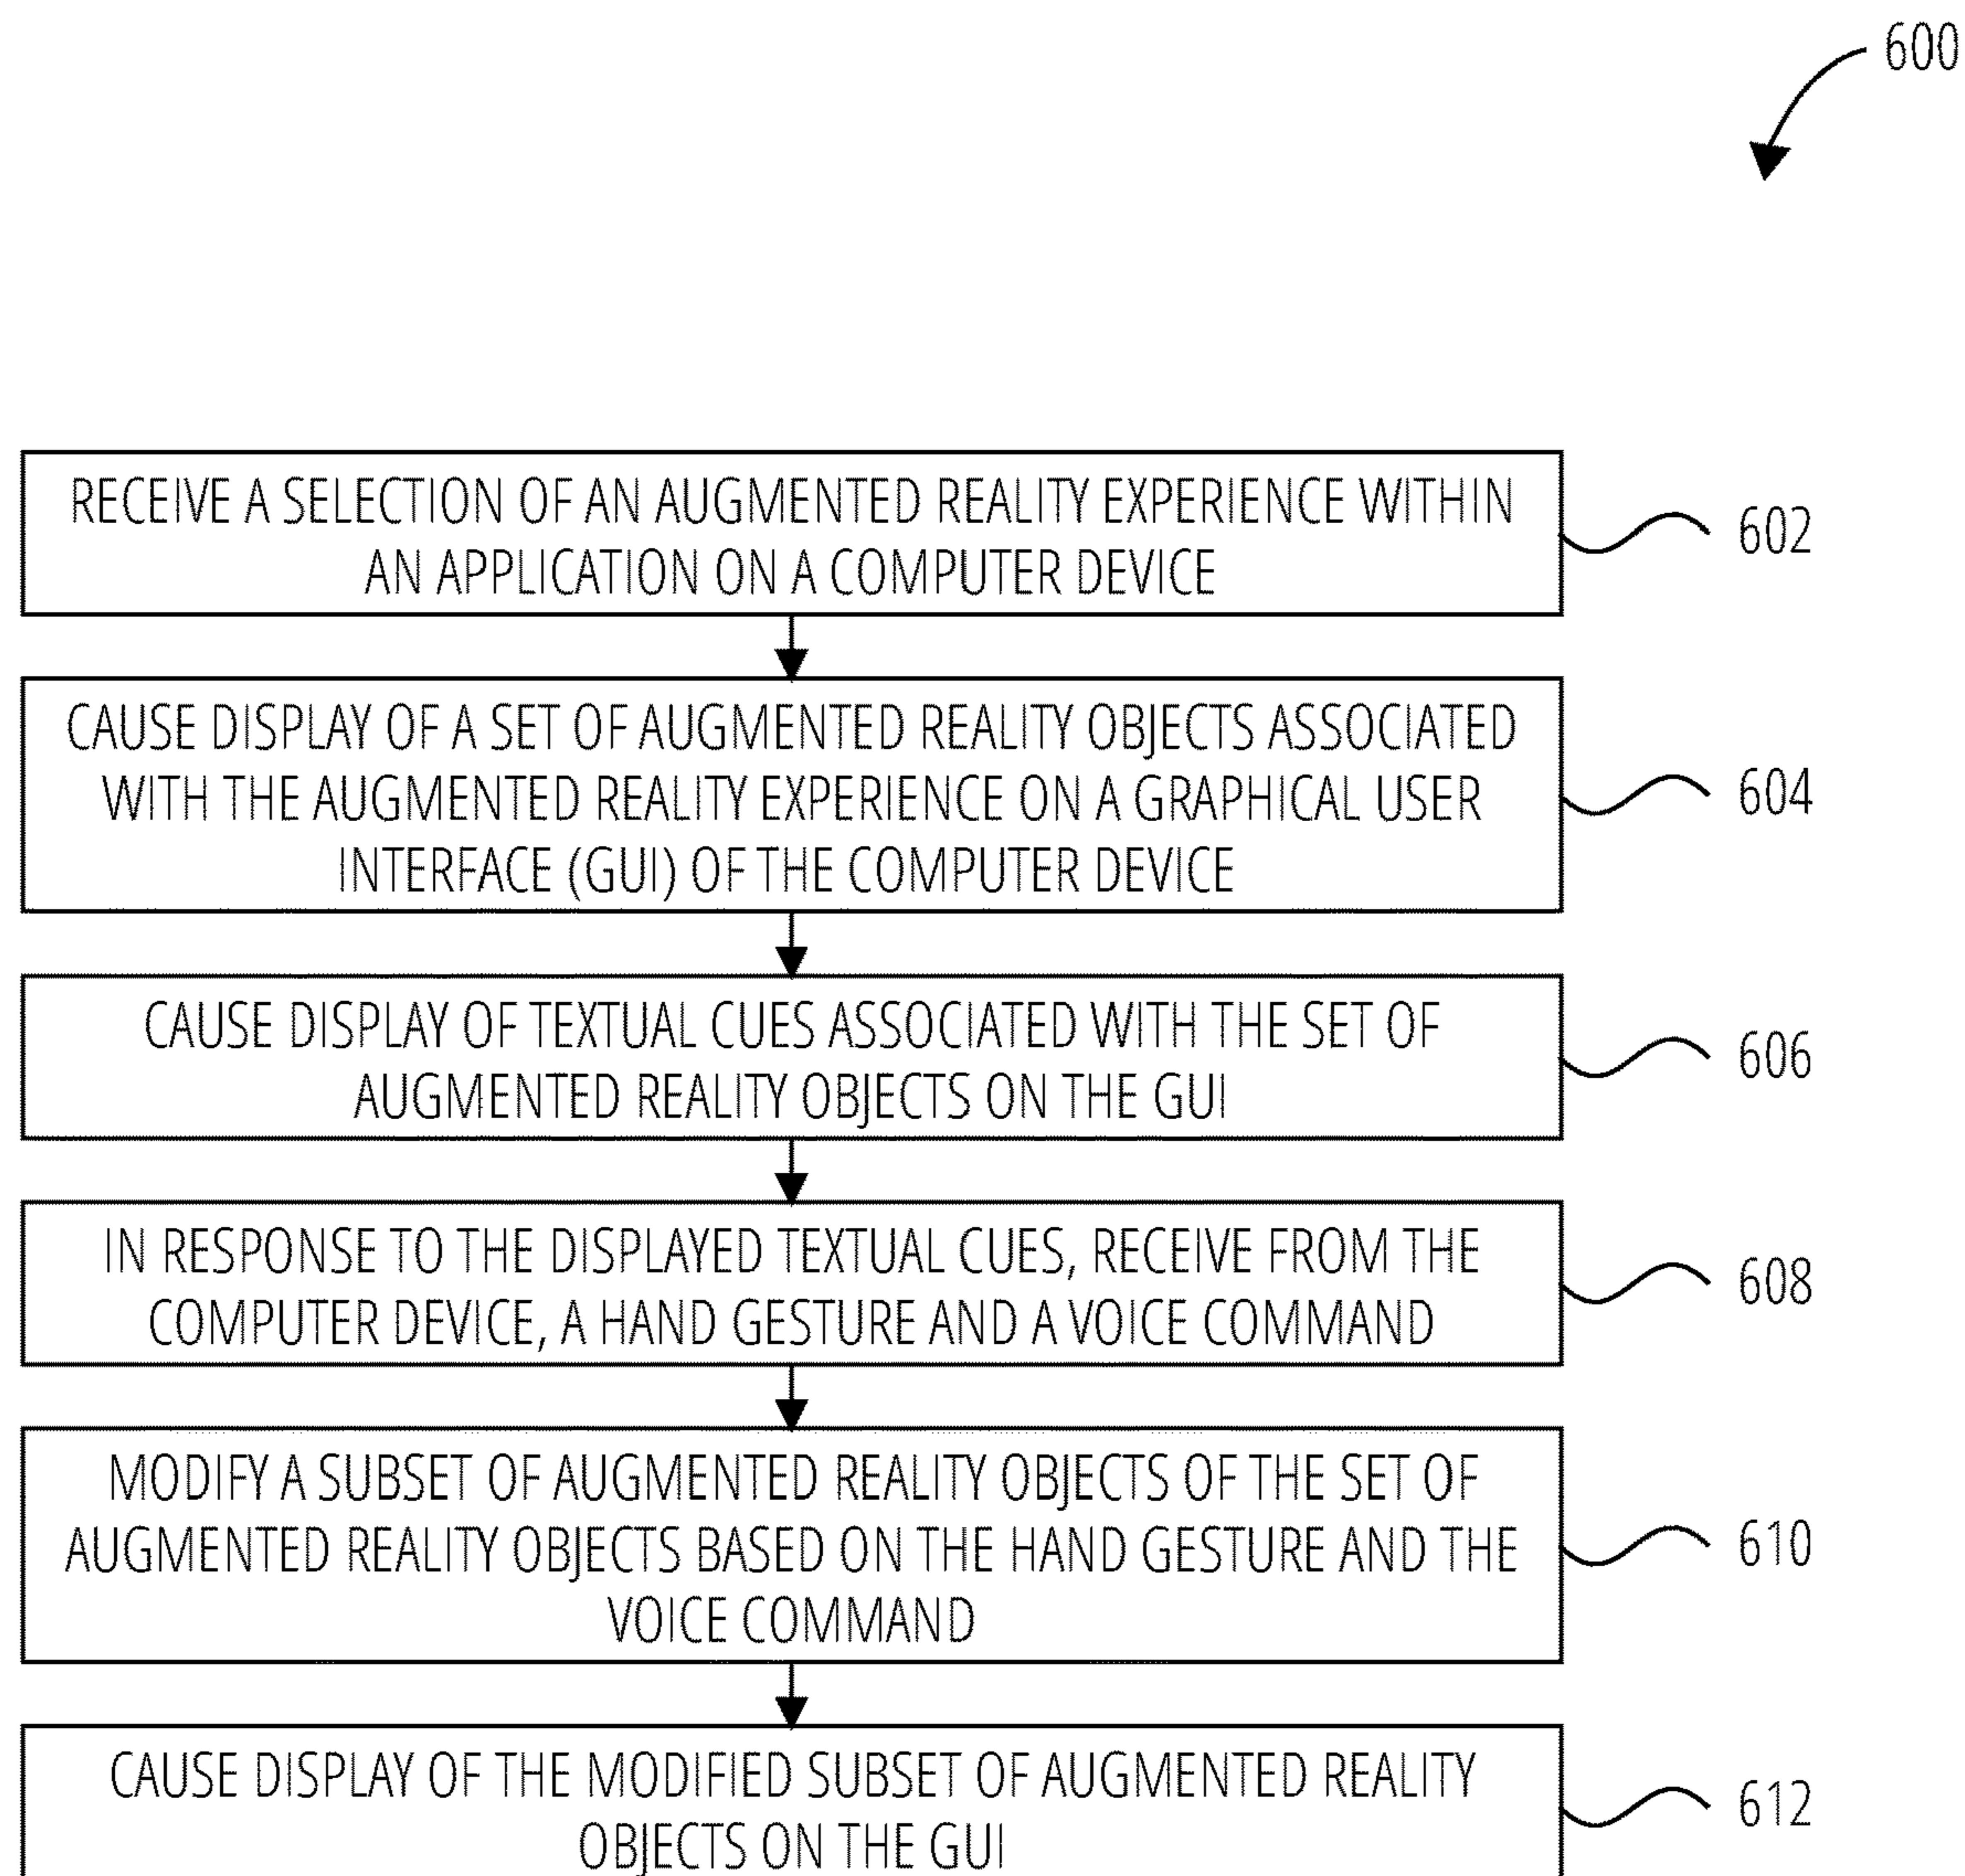 600
RECEIVE A SELECTION OF AN AUGMENTED REALITY EXPERIENCE WITHIN
AN APPLICATION ON A COMPUTER DEVICE
602
CAUSE DISPLAY OF A SET OF AUGMENTED REALITY OBJECTS ASSOCIATED
WITH THE AUGMENTED REALITY EXPERIENCE ON A GRAPHICAL USER
INTERFACE (GUI) OF THE COMPUTER DEVICE
604
CAUSE DISPLAY OF TEXTUAL CUES ASSOCIATED WITH THE SET OF
AUGMENTED REALITY OBJECTS ON THE GUI
606
IN RESPONSE TO THE DISPLAYED TEXTUAL CUES, RECEIVE FROM THE
COMPUTER DEVICE, A HAND GESTURE AND A VOICE COMMAND
608
MODIFY A SUBSET OF AUGMENTED REALITY OBJECTS OF THE SET OF
AUGMENTED REALITY OBJECTS BASED ON THE HAND GESTURE AND THE
VOICE COMMAND
610
CAUSE DISPLAY OF THE MODIFIED SUBSET OF AUGMENTED REALITY
OBJECTS ON THE GUI
612